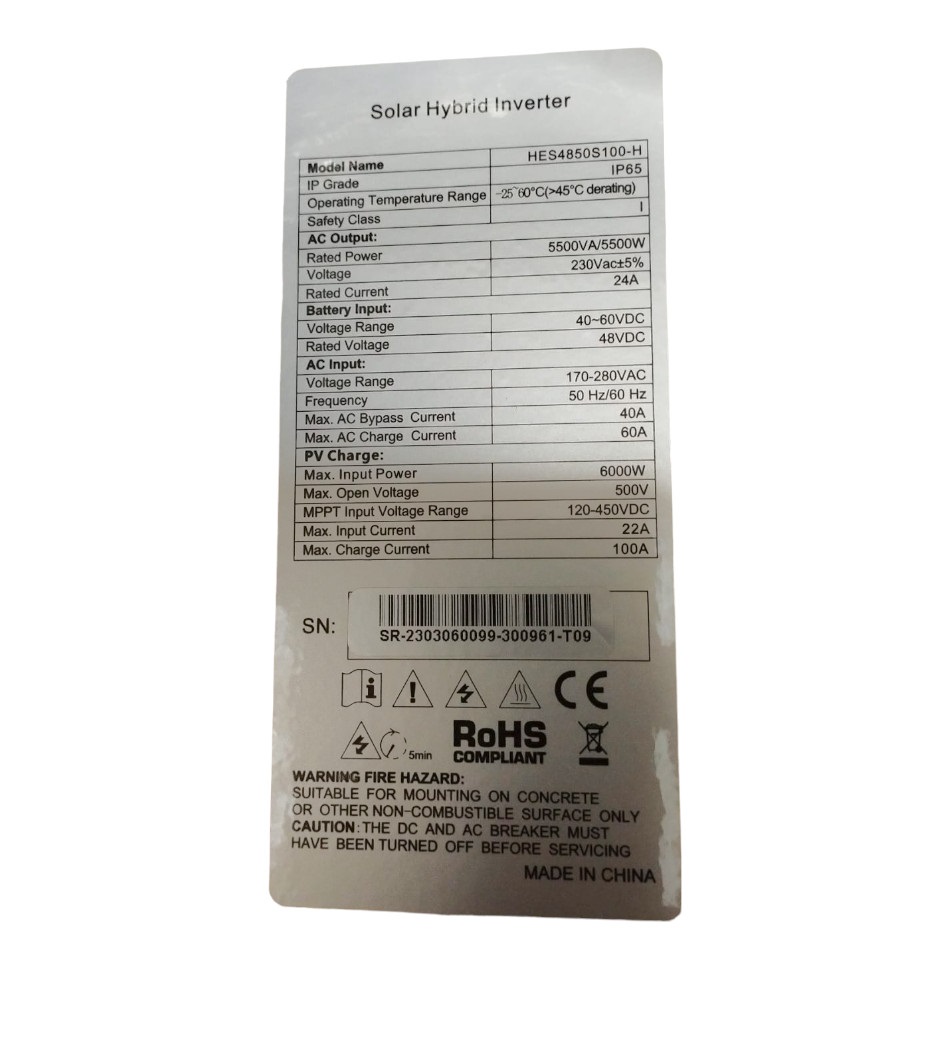 Solar Hybrid Inverter
Model Name HES4850S100-H
IP Grade IP65
Operating Temperature Range -25~60°C(>45°C derating)
Safety Class I
AC Output:
Rated Power 5500VA/5500W
Voltage 230Vac±5%
Rated Current 24A
Battery Input:
Voltage Range 40~60VDC
Rated Voltage 48VDC
AC Input:
Voltage Range 170-280VAC
Frequency 50 Hz/60 Hz
Max. AC Bypass Current 40A
Max. AC Charge Current 60A
PV Charge:
Max. Input Power 6000W
Max. Open Voltage 500V
MPPT Input Voltage Range 120-450VDC
Max. Input Current 22A
Max. Charge Current 100A
SN:
SR-2303060099-300961-T09
CE
5min
RoHS
COMPLIANT
WARNING FIRE HAZARD:
SUITABLE FOR MOUNTING ON CONCRETE
OR OTHER NON-COMBUSTIBLE SURFACE ONLY
CAUTION:THE DC AND AC BREAKER MUST
HAVE BEEN TURNED OFF BEFORE SERVICING
MADE IN CHINA